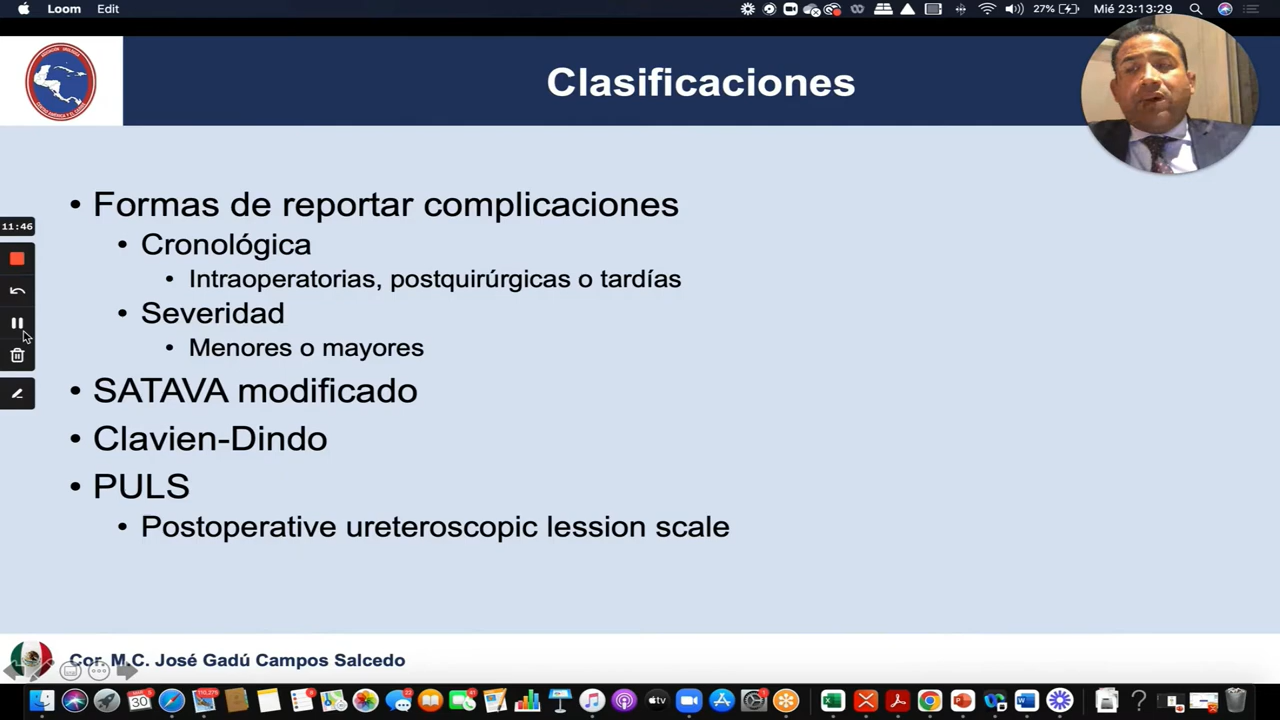 Loom Edit 27% Mié 23:13:29
Clasificaciones
• Formas de reportar complicaciones
• Cronológica
• Intraoperatorias, postquirúrgicas o tardías
• Severidad
• Menores o mayores
• SATAVA modificado
• Clavien-Dindo
• PULS
• Postoperative ureteroscopic lession scale
11:46
Cor. M.C. José Gadú Campos Salcedo